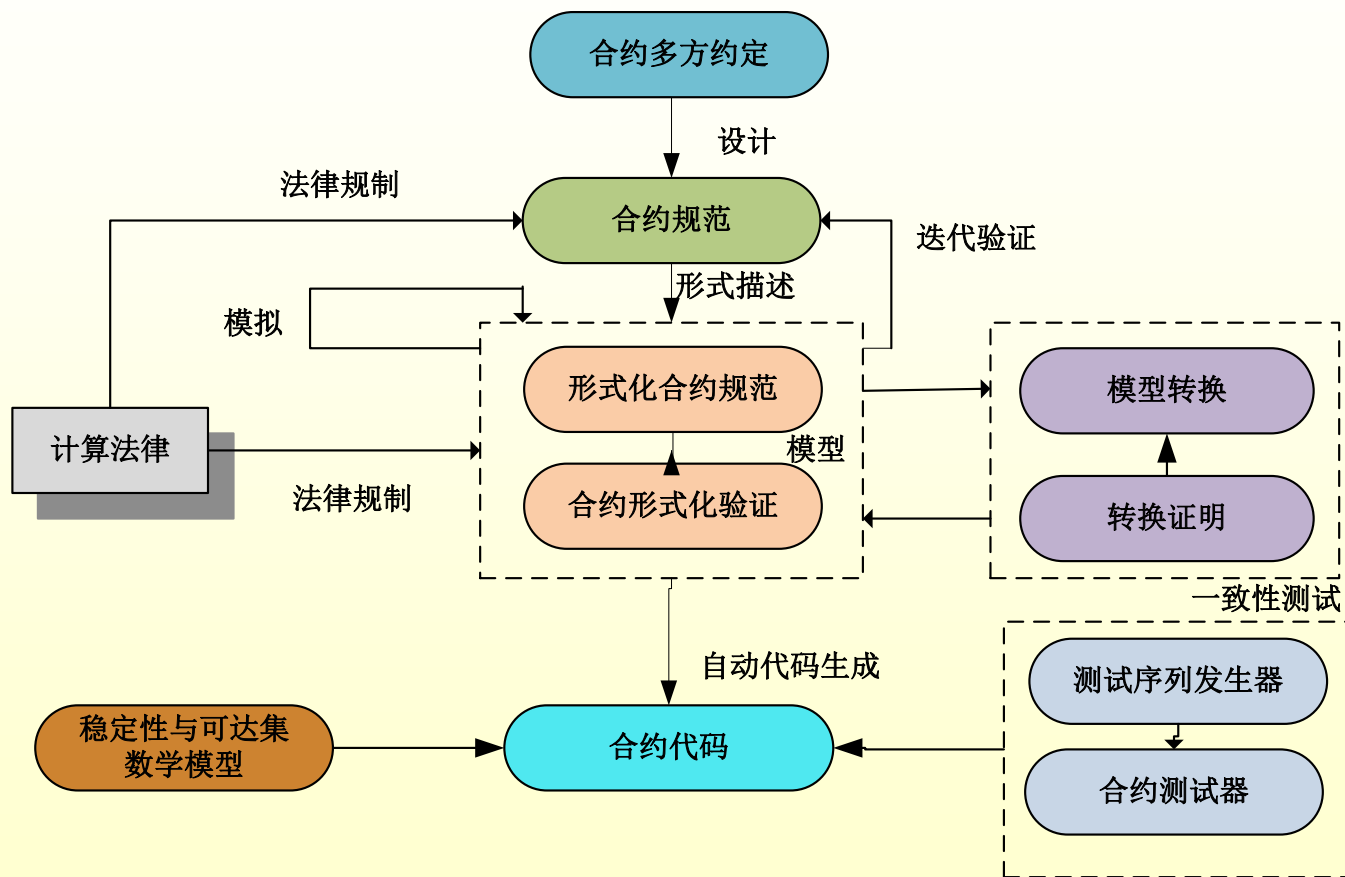 合约多方约定
设计
法律规制
合约规范
迭代验证
形式描述
模拟
形式化合约规范
模型转换
计算法律
模型
法律规制
合约形式化验证
转换证明
一致性测试
自动代码生成
测试序列发生器
稳定性与可达集
数学模型
合约代码
合约测试器